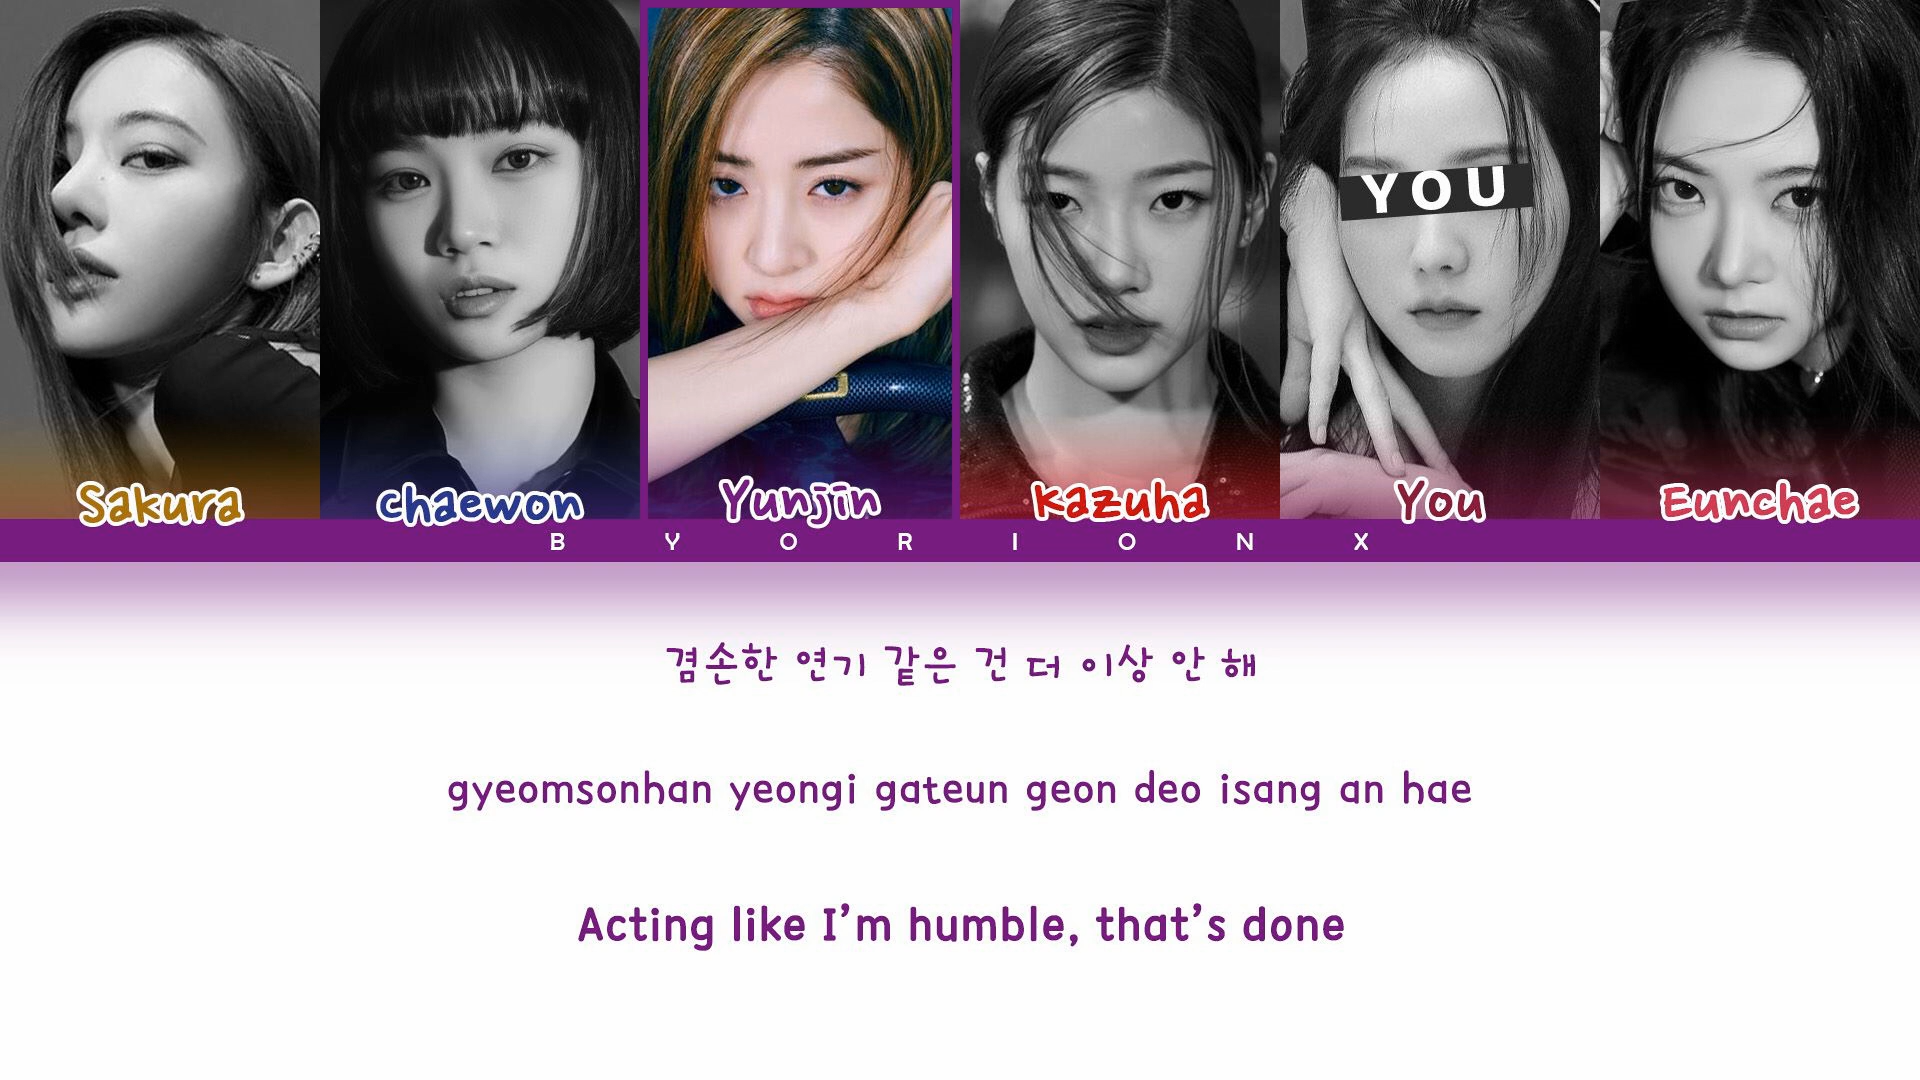 YOU
Sakura
chaewon
Yunjin
kazuha
You
Eunchae
BYORIONX
겸손한 연기 같은 건 더 이상 안 해
gyeomsonhan yeongi gateun geon deo isang an hae
Acting like I'm humble, that's done